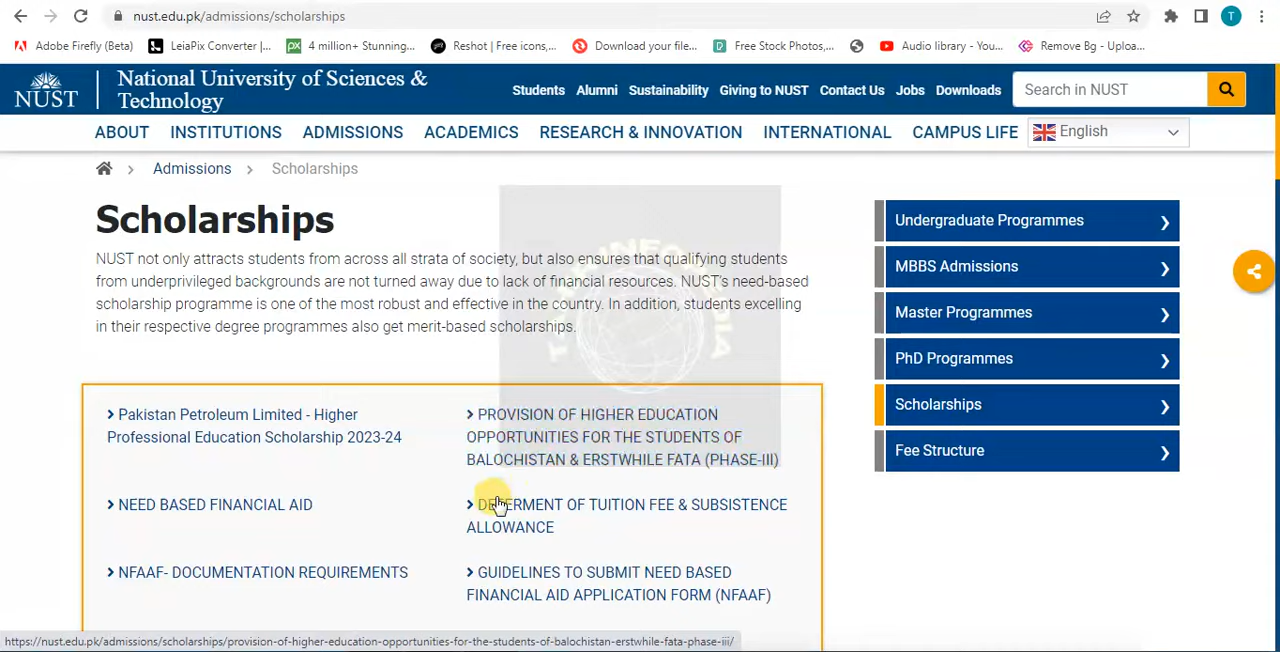 nust.edu.pk/admissions/scholarships
T
Adobe Firefly (Beta)
LeiaPix Converter |...
4 million+ Stunning...
Reshot | Free icons,...
Download your file...
Free Stock Photos,...
Audio library - You...
Remove Bg - Uploa...
NUST
National University of Sciences &
Technology
Students
Alumni
Sustainability
Giving to NUST
Contact Us
Jobs
Downloads
Search in NUST
ABOUT
INSTITUTIONS
ADMISSIONS
ACADEMICS
RESEARCH & INNOVATION
INTERNATIONAL
CAMPUS LIFE
English
Admissions
Scholarships
Scholarships
NUST not only attracts students from across all strata of society, but also ensures that qualifying students
from underprivileged backgrounds are not turned away due to lack of financial resources. NUST's need-based
scholarship programme is one of the most robust and effective in the country. In addition, students excelling
in their respective degree programmes also get merit-based scholarships.
Pakistan Petroleum Limited - Higher
Professional Education Scholarship 2023-24
PROVISION OF HIGHER EDUCATION
OPPORTUNITIES FOR THE STUDENTS OF
BALOCHISTAN & ERSTWHILE FATA (PHASE-III)
NEED BASED FINANCIAL AID
DEFERMENT OF TUITION FEE & SUBSISTENCE
ALLOWANCE
NFAAF- DOCUMENTATION REQUIREMENTS
GUIDELINES TO SUBMIT NEED BASED
FINANCIAL AID APPLICATION FORM (NFAAF)
Undergraduate Programmes
MBBS Admissions
Master Programmes
PhD Programmes
Scholarships
Fee Structure
https://nust.edu.pk/admissions/scholarships/provision-of-higher-education-opportunities-for-the-students-of-balochistan-erstwhile-fata-phase-iii/